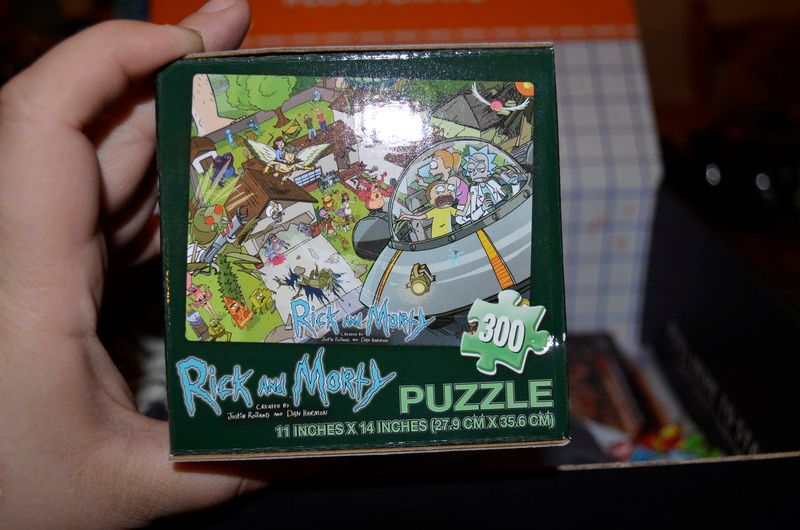 Rick and Morty
CREATED BY
Justin Roiland AND Dan Harmon
300
Rick and Morty
CREATED BY
Justin Roiland AND Dan Harmon
PUZZLE
11 INCHES X 14 INCHES (27.9 CM X 35.6 CM)